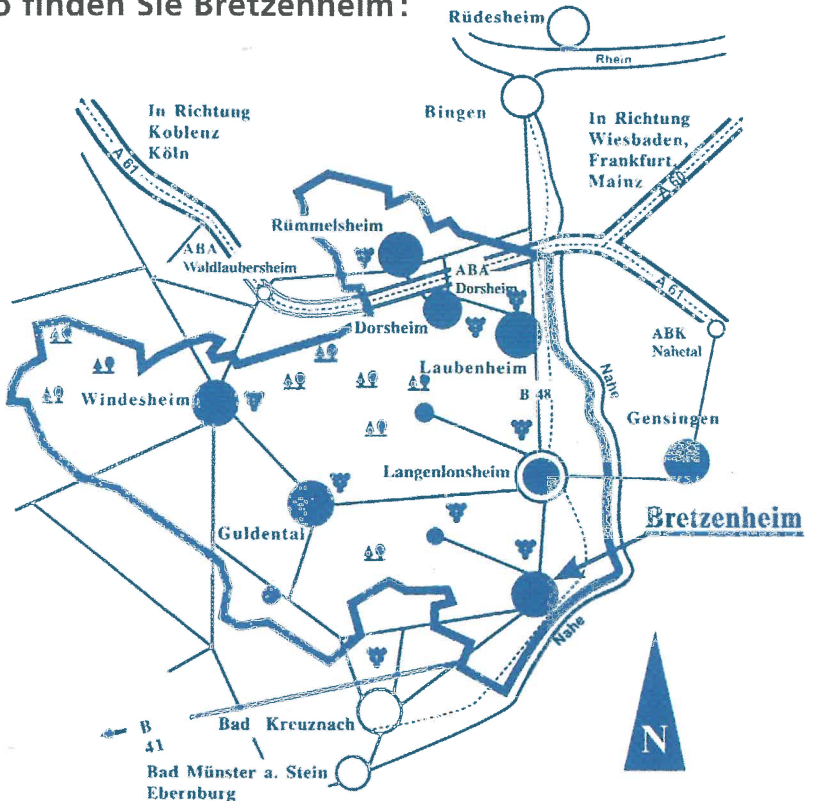 finden Sie Bretzenheim:
Rüdesheim
Rhein
Bingen
In Richtung
Koblenz
Köln
A 61
In Richtung
Wiesbaden,
Frankfurt,
Mainz
A 60
Rümmelsheim
ABA
Waldlaubersheim
ABA
Dorsheim
A 61
ABK
Nahetal
Dorsheim
Laubenheim
Nahe
B 48
Windesheim
Gensingen
Langenlonsheim
Guldental
Bretzenheim
Nahe
B
41
Bad Kreuznach
Bad Münster a. Stein
Ebernburg
N